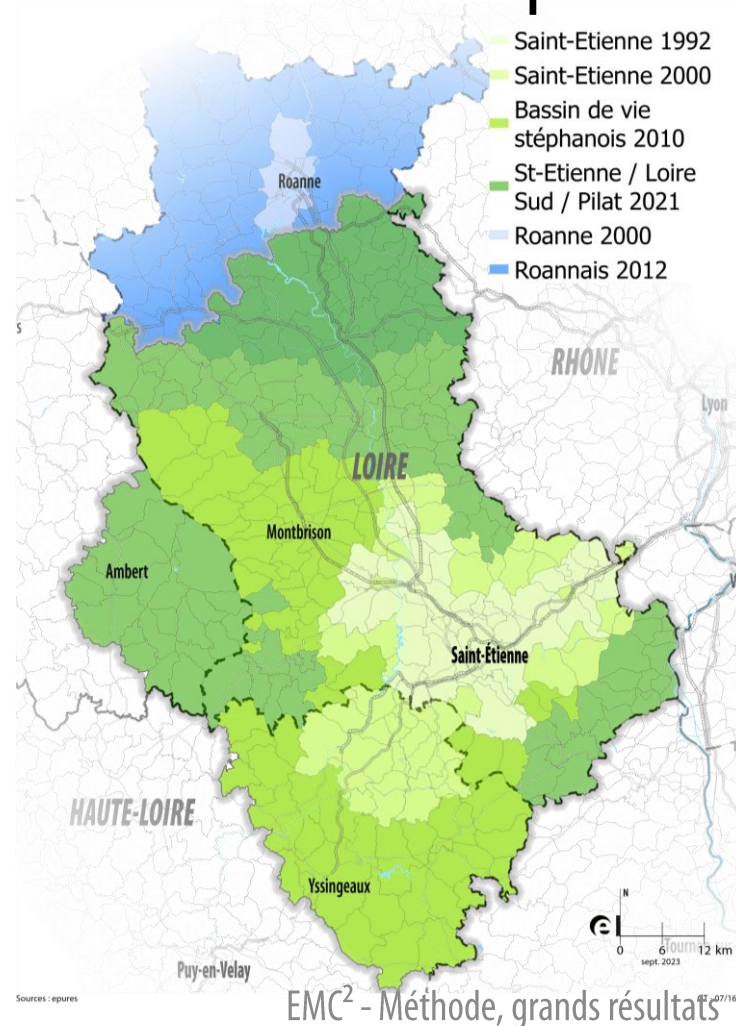 Saint-Etienne 1992
Saint-Etienne 2000
Bassin de vie
stéphanois 2010
St-Etienne / Loire
Sud / Pilat 2021
Roanne 2000
Roannais 2012
Roanne
RHÔNE
Lyon
LOIRE
Montbrison
Ambert
Saint-Étienne
HAUTE-LOIRE
Yssingeaux
N
0 6 12 km
sept. 2023
Puy-en-Velay
Sources : epures
EMC² - Méthode, grands résultats